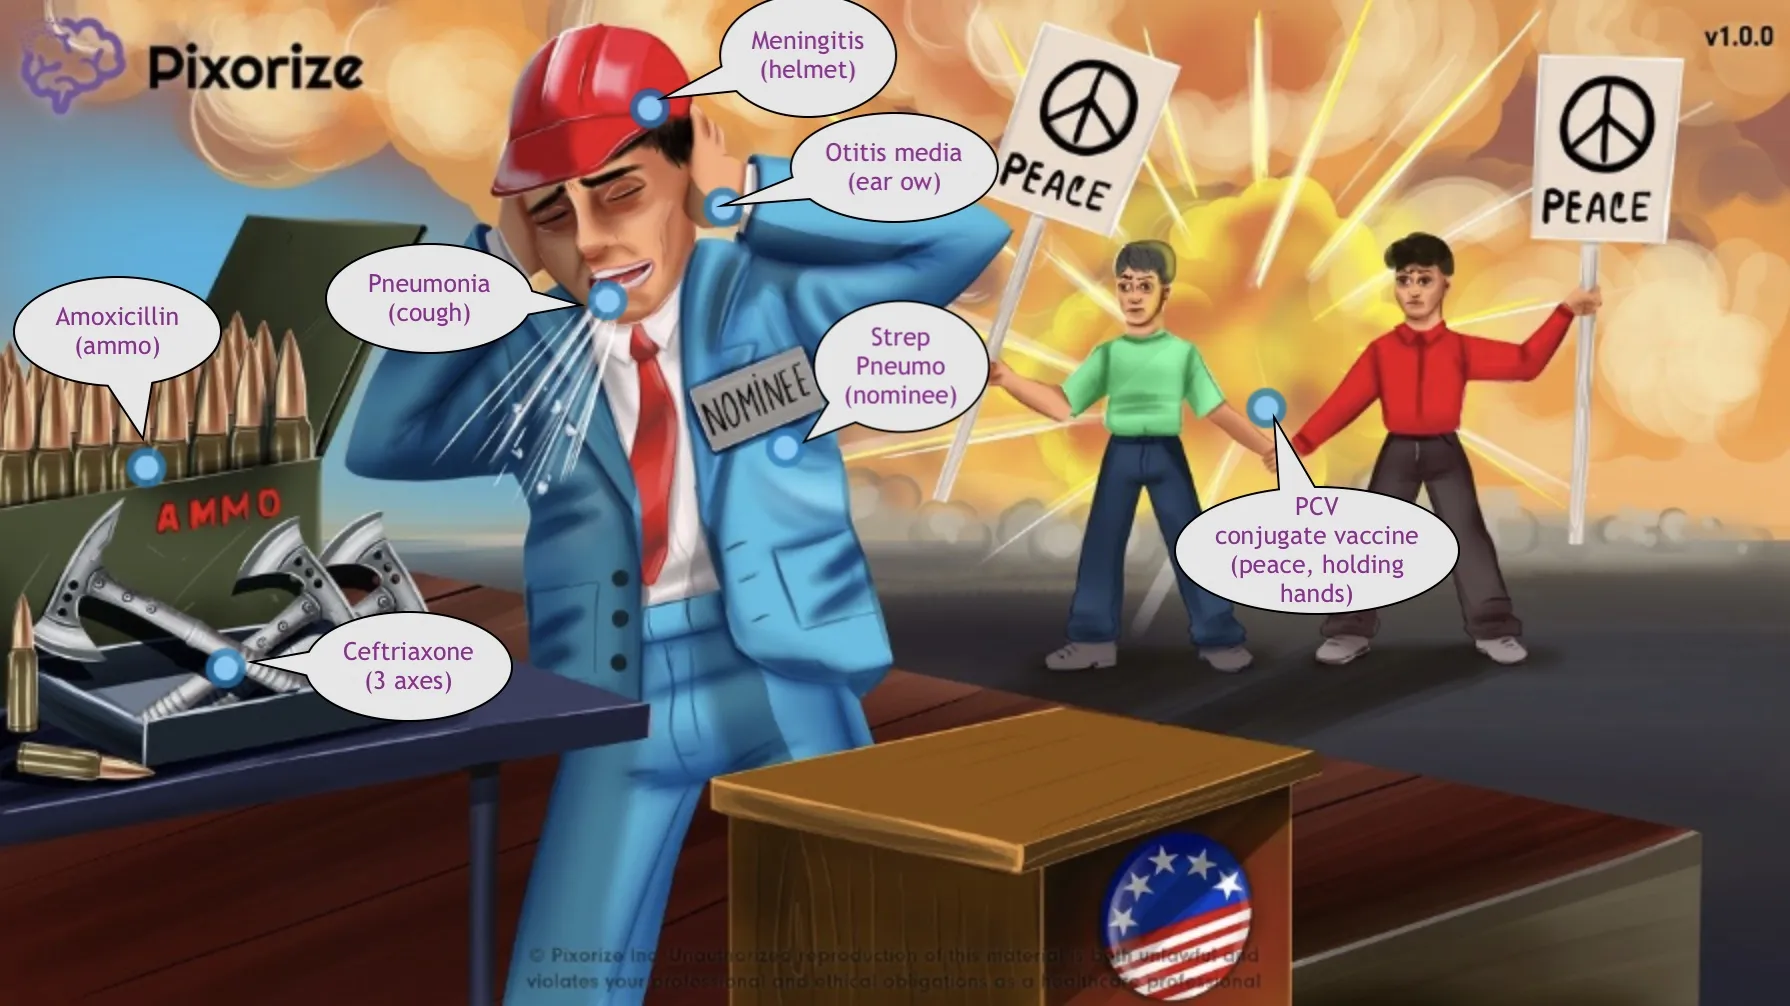 Pixorize
v1.0.0
Meningitis
(helmet)
Otitis media
(ear ow)
PEACE
PEACE
Pneumonia
(cough)
Amoxicillin
(ammo)
Strep
Pneumo
(nominee)
NOMINEE
AMMO
PCV
conjugate vaccine
(peace, holding
hands)
Ceftriaxone
(3 axes)
© Pixorize Inc. Unauthorized reproduction of this material is both unlawful and
violates your professional and ethical obligations as a healthcare professional